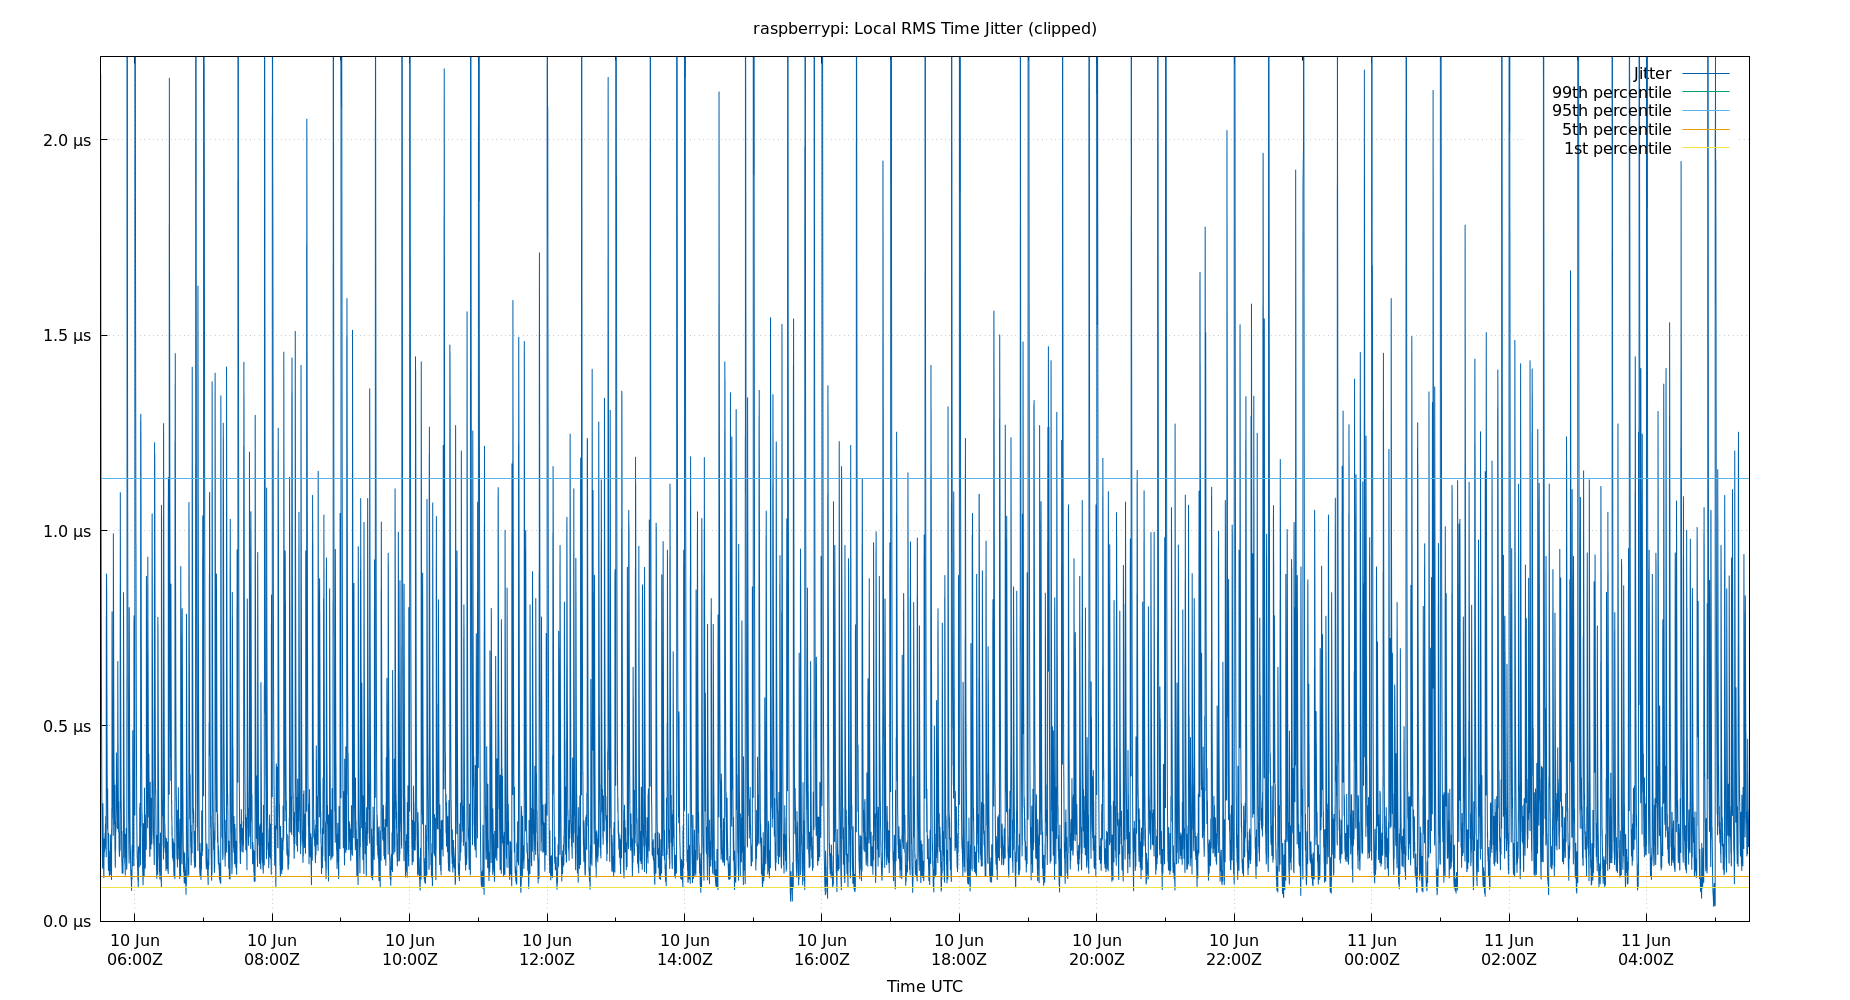 raspberrypi: Local RMS Time Jitter (clipped)
Jitter
99th percentile
95th percentile
5th percentile
1st percentile
2.0 µs
1.5 µs
1.0 µs
0.5 µs
0.0 µs
10 Jun 10 Jun 10 Jun 10 Jun 10 Jun 10 Jun 10 Jun 10 Jun 10 Jun 11 Jun 11 Jun 11 Jun
06:00Z 08:00Z 10:00Z 12:00Z 14:00Z 16:00Z 18:00Z 20:00Z 22:00Z 00:00Z 02:00Z 04:00Z
Time UTC